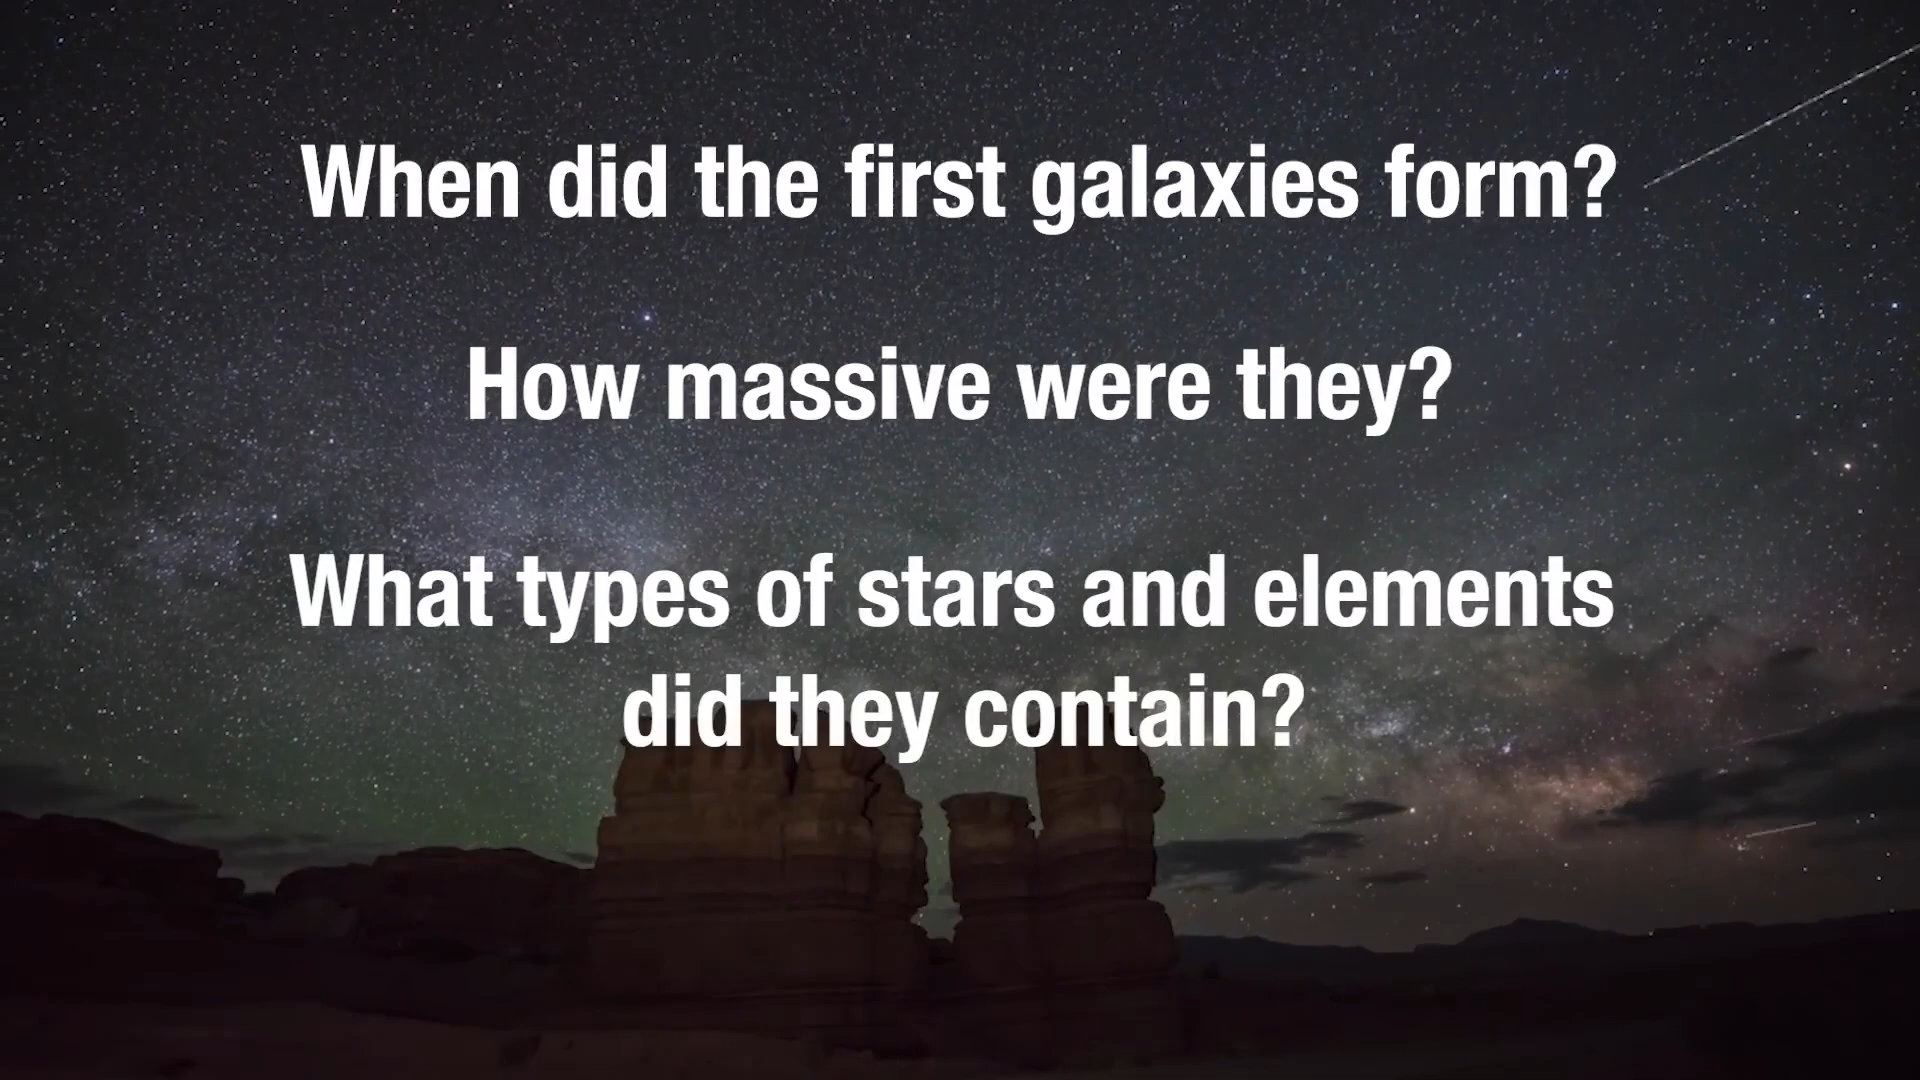 When did the first galaxies form?
How massive were they?
What types of stars and elements
did they contain?